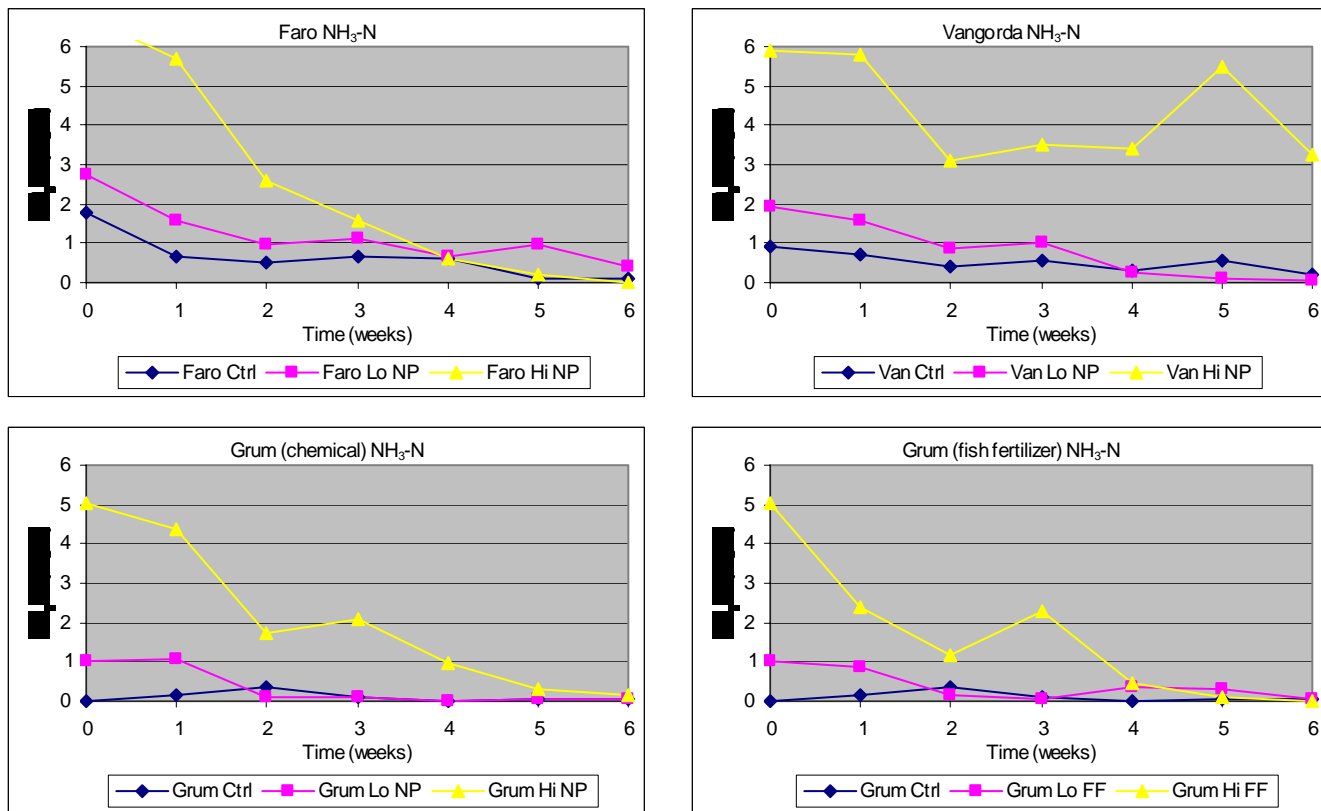 Faro NH₃-N
6
5
4
3
2
1
0
0 1 2 3 4 5 6
Time (weeks)
Faro Ctrl Faro Lo NP Faro Hi NP
Vangorda NH₃-N
6
5
4
3
2
1
0
0 1 2 3 4 5 6
Time (weeks)
Van Ctrl Van Lo NP Van Hi NP
Grum (chemical) NH₃-N
6
5
4
3
2
1
0
0 1 2 3 4 5 6
Time (weeks)
Grum Ctrl Grum Lo NP Grum Hi NP
Grum (fish fertilizer) NH₃-N
6
5
4
3
2
1
0
0 1 2 3 4 5 6
Time (weeks)
Grum Ctrl Grum Lo FF Grum Hi FF